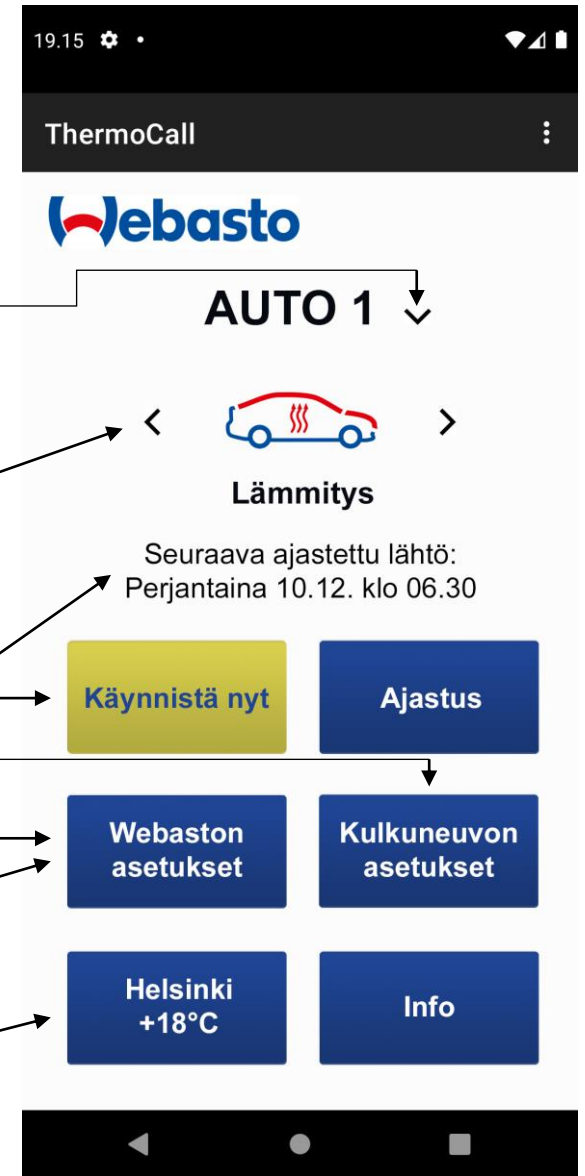 19.15
ThermoCall
Webasto
AUTO 1
Lämmitys
Seuraava ajastettu lähtö:
Perjantaina 10.12. klo 06.30
Käynnistä nyt
Ajastus
Webaston
asetukset
Kulkuneuvon
asetukset
Helsinki
+18°C
Info